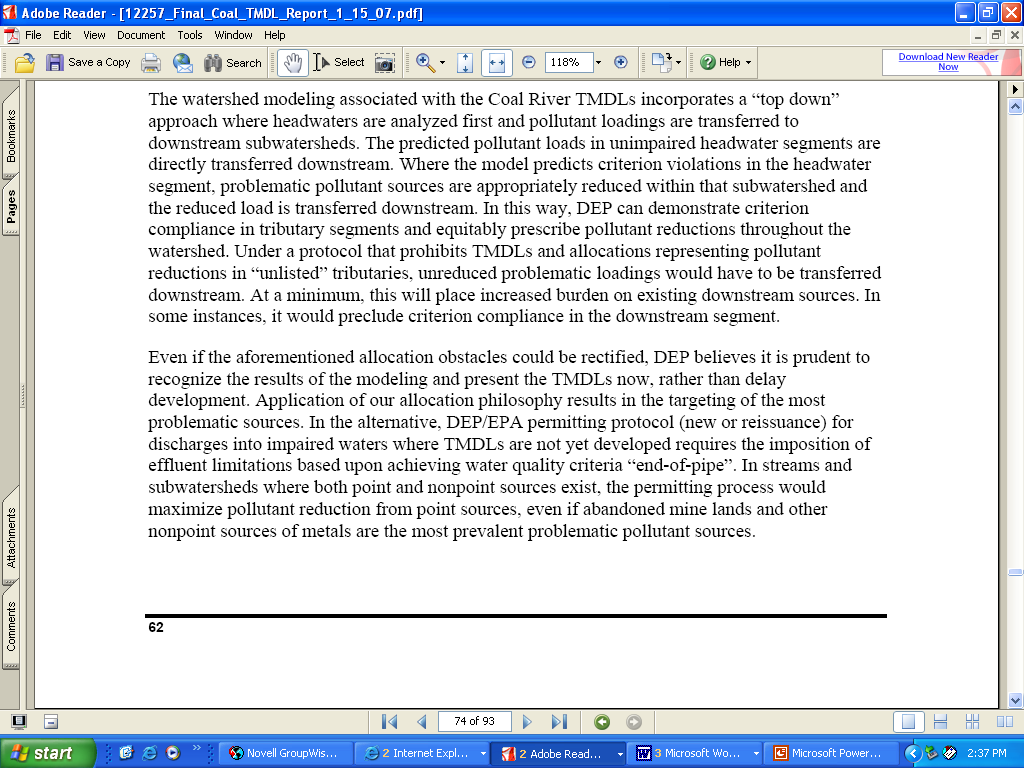 Adobe Reader - [12257_Final_Coal_TMDL_Report_1_15_07.pdf]
File Edit View Document Tools Window Help
Save a Copy Search Select 118% Help Download New Reader Now
Bookmarks
Pages
Attachments
Comments
The watershed modeling associated with the Coal River TMDLs incorporates a “top down”
approach where headwaters are analyzed first and pollutant loadings are transferred to
downstream subwatersheds. The predicted pollutant loads in unimpaired headwater segments are
directly transferred downstream. Where the model predicts criterion violations in the headwater
segment, problematic pollutant sources are appropriately reduced within that subwatershed and
the reduced load is transferred downstream. In this way, DEP can demonstrate criterion
compliance in tributary segments and equitably prescribe pollutant reductions throughout the
watershed. Under a protocol that prohibits TMDLs and allocations representing pollutant
reductions in “unlisted” tributaries, unreduced problematic loadings would have to be transferred
downstream. At a minimum, this will place increased burden on existing downstream sources. In
some instances, it would preclude criterion compliance in the downstream segment.
Even if the aforementioned allocation obstacles could be rectified, DEP believes it is prudent to
recognize the results of the modeling and present the TMDLs now, rather than delay
development. Application of our allocation philosophy results in the targeting of the most
problematic sources. In the alternative, DEP/EPA permitting protocol (new or reissuance) for
discharges into impaired waters where TMDLs are not yet developed requires the imposition of
effluent limitations based upon achieving water quality criteria “end-of-pipe”. In streams and
subwatersheds where both point and nonpoint sources exist, the permitting process would
maximize pollutant reduction from point sources, even if abandoned mine lands and other
nonpoint sources of metals are the most prevalent problematic pollutant sources.
62
74 of 93
start Novell GroupWis... 2 Internet Expl... 2 Adobe Read... 3 Microsoft Wo... Microsoft Power... 2:37 PM